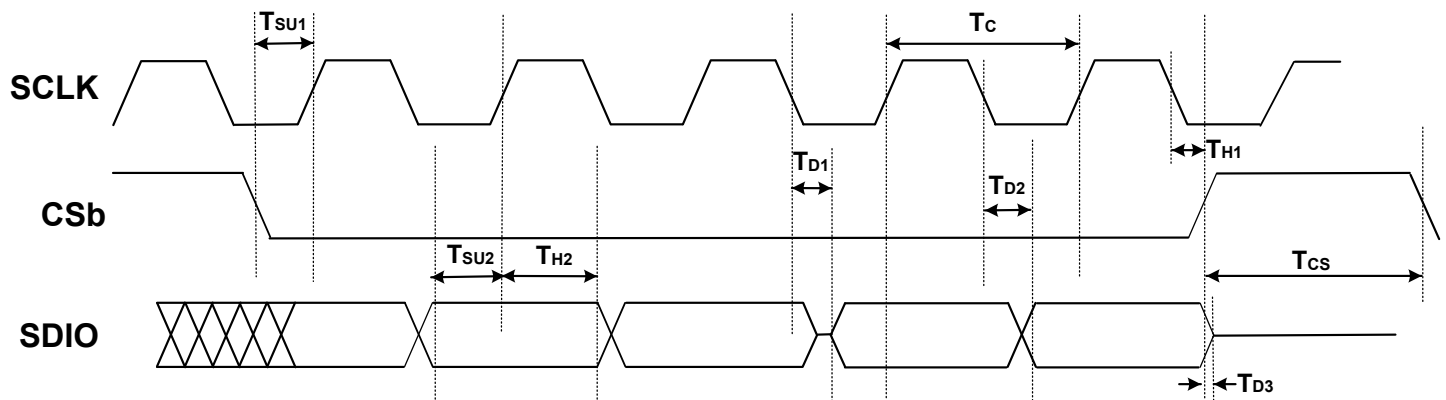 TSU1
TC
SCLK
TD1
TH1
TD2
CSb
TSU2
TH2
TCS
SDIO
TD3